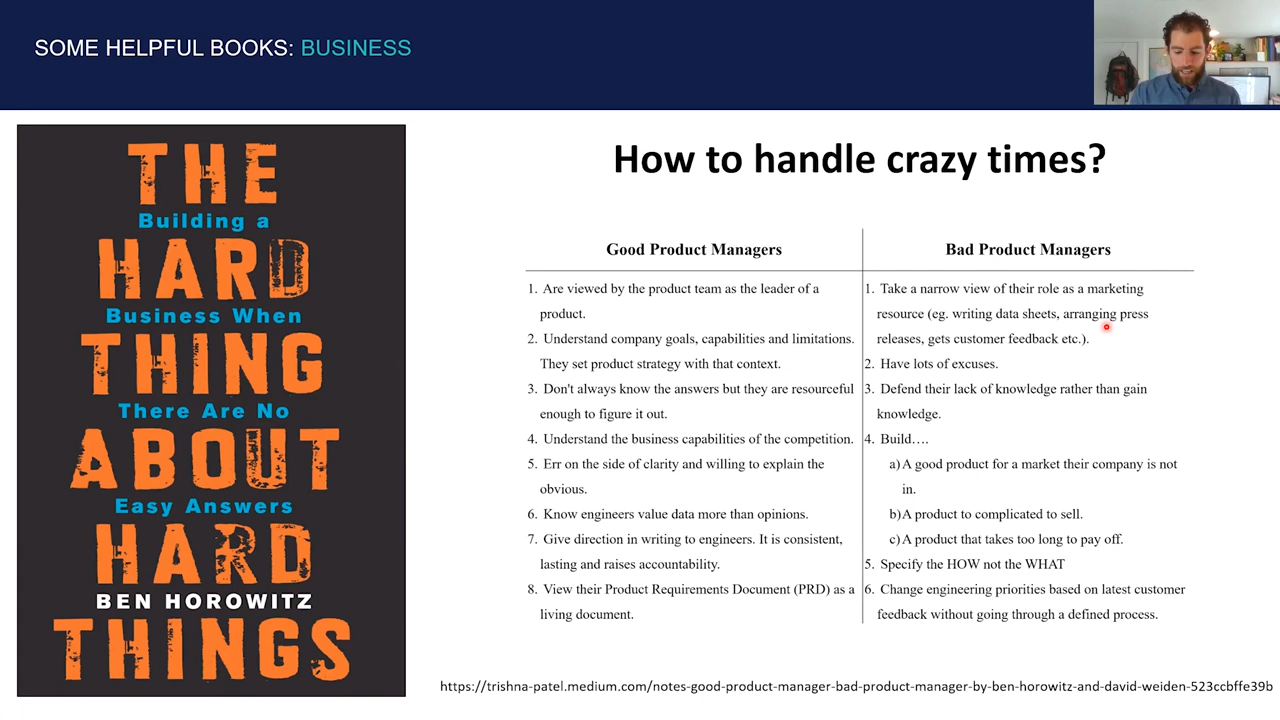 SOME HELPFUL BOOKS: BUSINESS
THE
Building a
HARD
Business When
THING
There Are No
ABOUT
Easy Answers
HARD
BEN HOROWITZ
THINGS
How to handle crazy times?
Good Product Managers
1. Are viewed by the product team as the leader of a
product.
2. Understand company goals, capabilities and limitations.
They set product strategy with that context.
3. Don't always know the answers but they are resourceful
enough to figure it out.
4. Understand the business capabilities of the competition.
5. Err on the side of clarity and willing to explain the
obvious.
6. Know engineers value data more than opinions.
7. Give direction in writing to engineers. It is consistent,
lasting and raises accountability.
8. View their Product Requirements Document (PRD) as a
living document.
Bad Product Managers
1. Take a narrow view of their role as a marketing
resource (eg. writing data sheets, arranging press
releases, gets customer feedback etc.).
2. Have lots of excuses.
3. Defend their lack of knowledge rather than gain
knowledge.
4. Build….
a) A good product for a market their company is not
in.
b) A product to complicated to sell.
c) A product that takes too long to pay off.
5. Specify the HOW not the WHAT
6. Change engineering priorities based on latest customer
feedback without going through a defined process.
https://trishna-patel.medium.com/notes-good-product-manager-bad-product-manager-by-ben-horowitz-and-david-weiden-523ccbffe39b